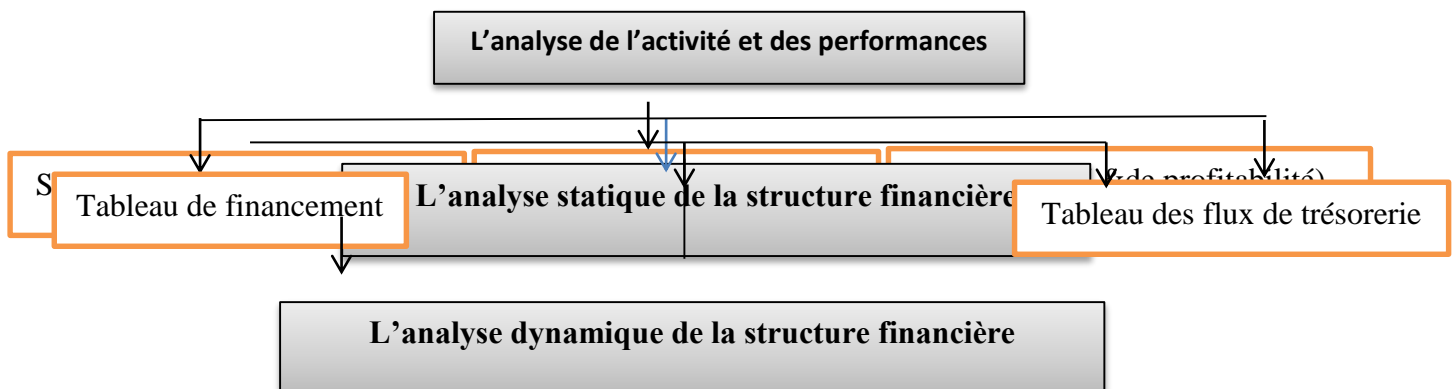 L'analyse de l'activité et des performances
S
&de profitabilité)
L'analyse statique de la structure financière
Tableau de financement
Tableau des flux de trésorerie
L'analyse dynamique de la structure financière